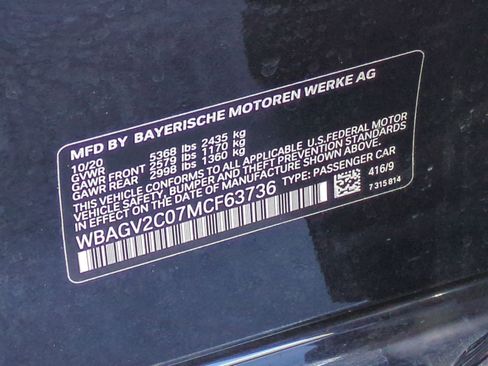 MFD BY BAYERISCHE MOTOREN WERKE AG
10/20
GVWR 5368 lbs 2435 kg
GAWR FRONT 2579 lbs 1170 kg
GAWR REAR 2998 lbs 1360 kg
THIS VEHICLE CONFORMS TO ALL APPLICABLE U.S.FEDERAL MOTOR
VEHICLE SAFETY, BUMPER, AND THEFT PREVENTION STANDARDS
IN EFFECT ON THE DATE OF MANUFACTURE SHOWN ABOVE.
WBAGV2C07MCF63736 TYPE: PASSENGER CAR
416/9
7 315 814